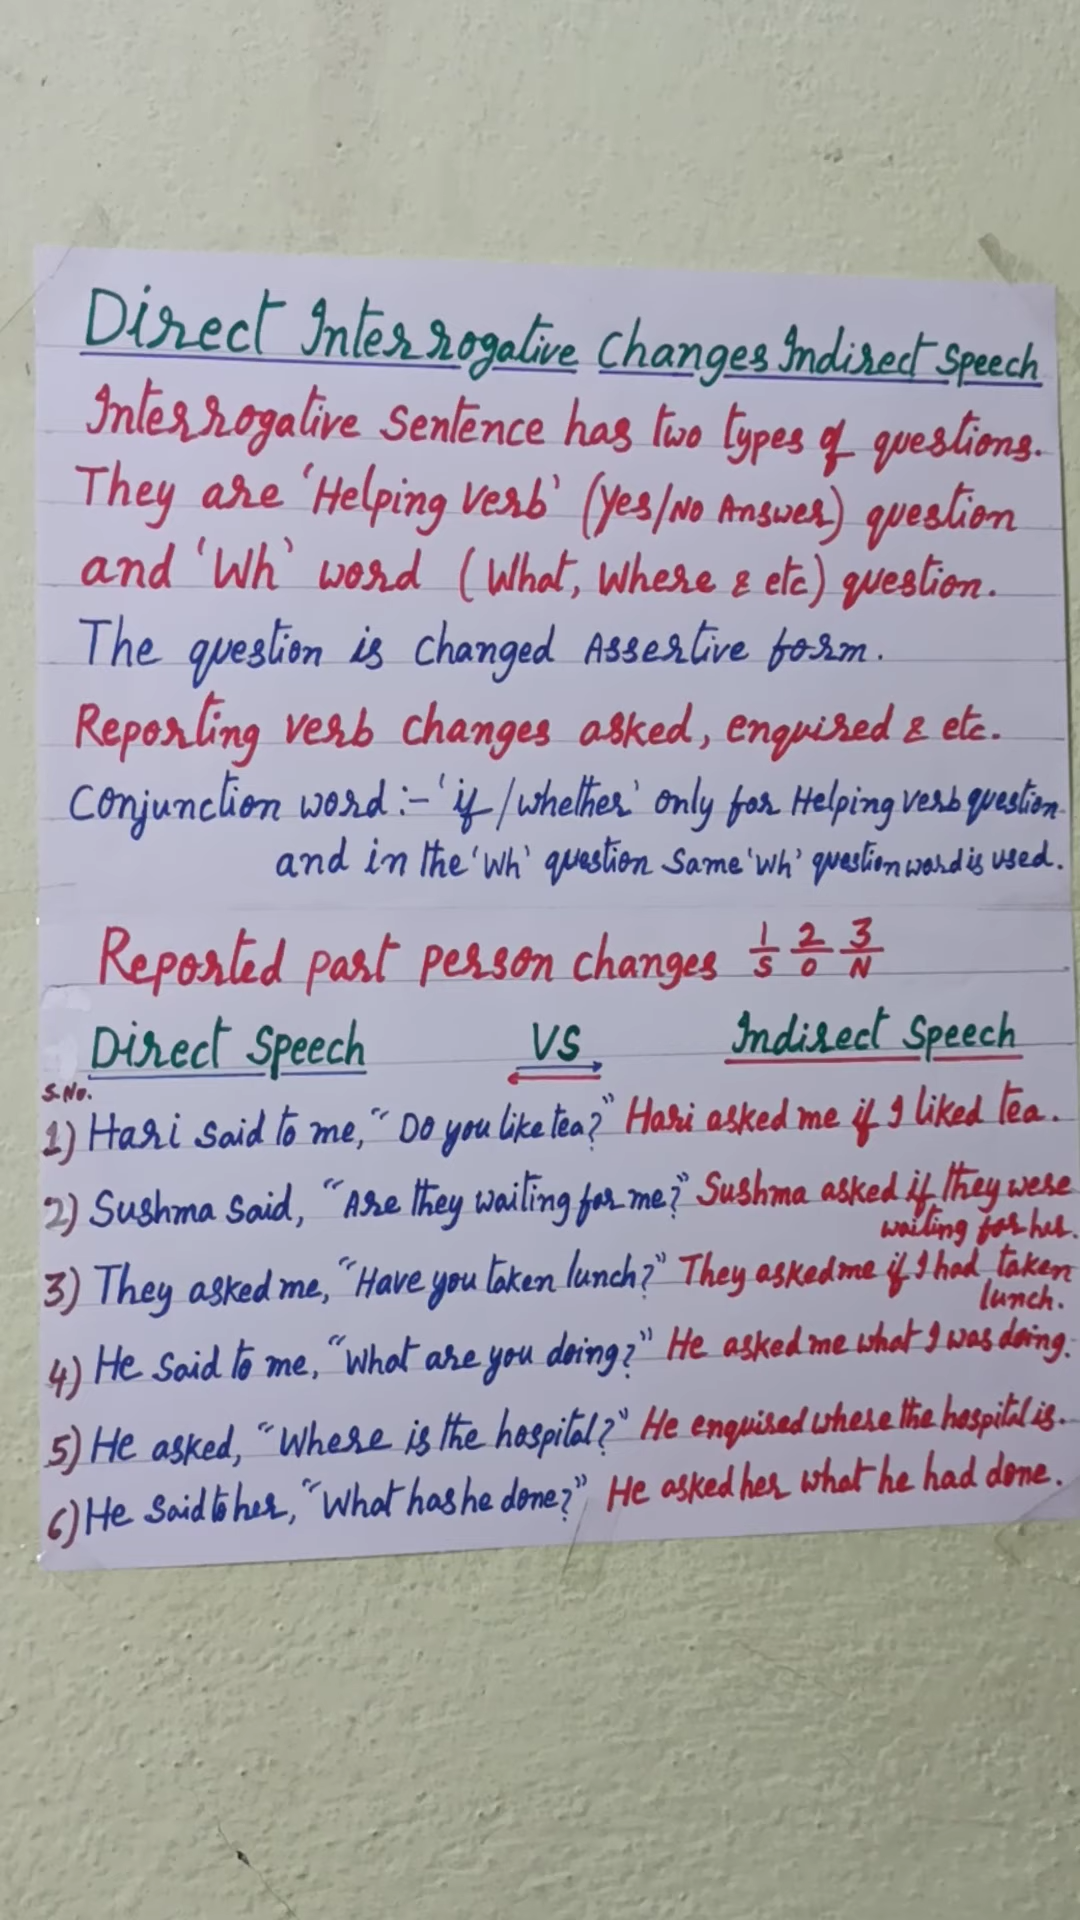 Direct Interrogative Changes Indirect Speech
Interrogative Sentence has two types of questions.
They are 'Helping Verb' (Yes/No Answer) question
and 'Wh' word (What, Where & etc) question.
The question is changed Assertive form.
Reporting verb changes asked, enquired & etc.
Conjunction word :- 'if/whether' only for Helping verb question
and in the 'Wh' question same 'Wh' question word is used.
Reported part person changes 1/S 2/O 3/N
Direct Speech VS Indirect Speech
S.No.
1) Hari said to me, "Do you like tea?" Hari asked me if I liked tea.
2) Sushma said, "Are they waiting for me?" Sushma asked if they were
waiting for her.
3) They asked me, "Have you taken lunch?" They asked me if I had taken
lunch.
4) He said to me, "What are you doing?" He asked me what I was doing.
5) He asked, "Where is the hospital?" He enquired where the hospital is.
6) He said to her, "What has he done?" He asked her what he had done.